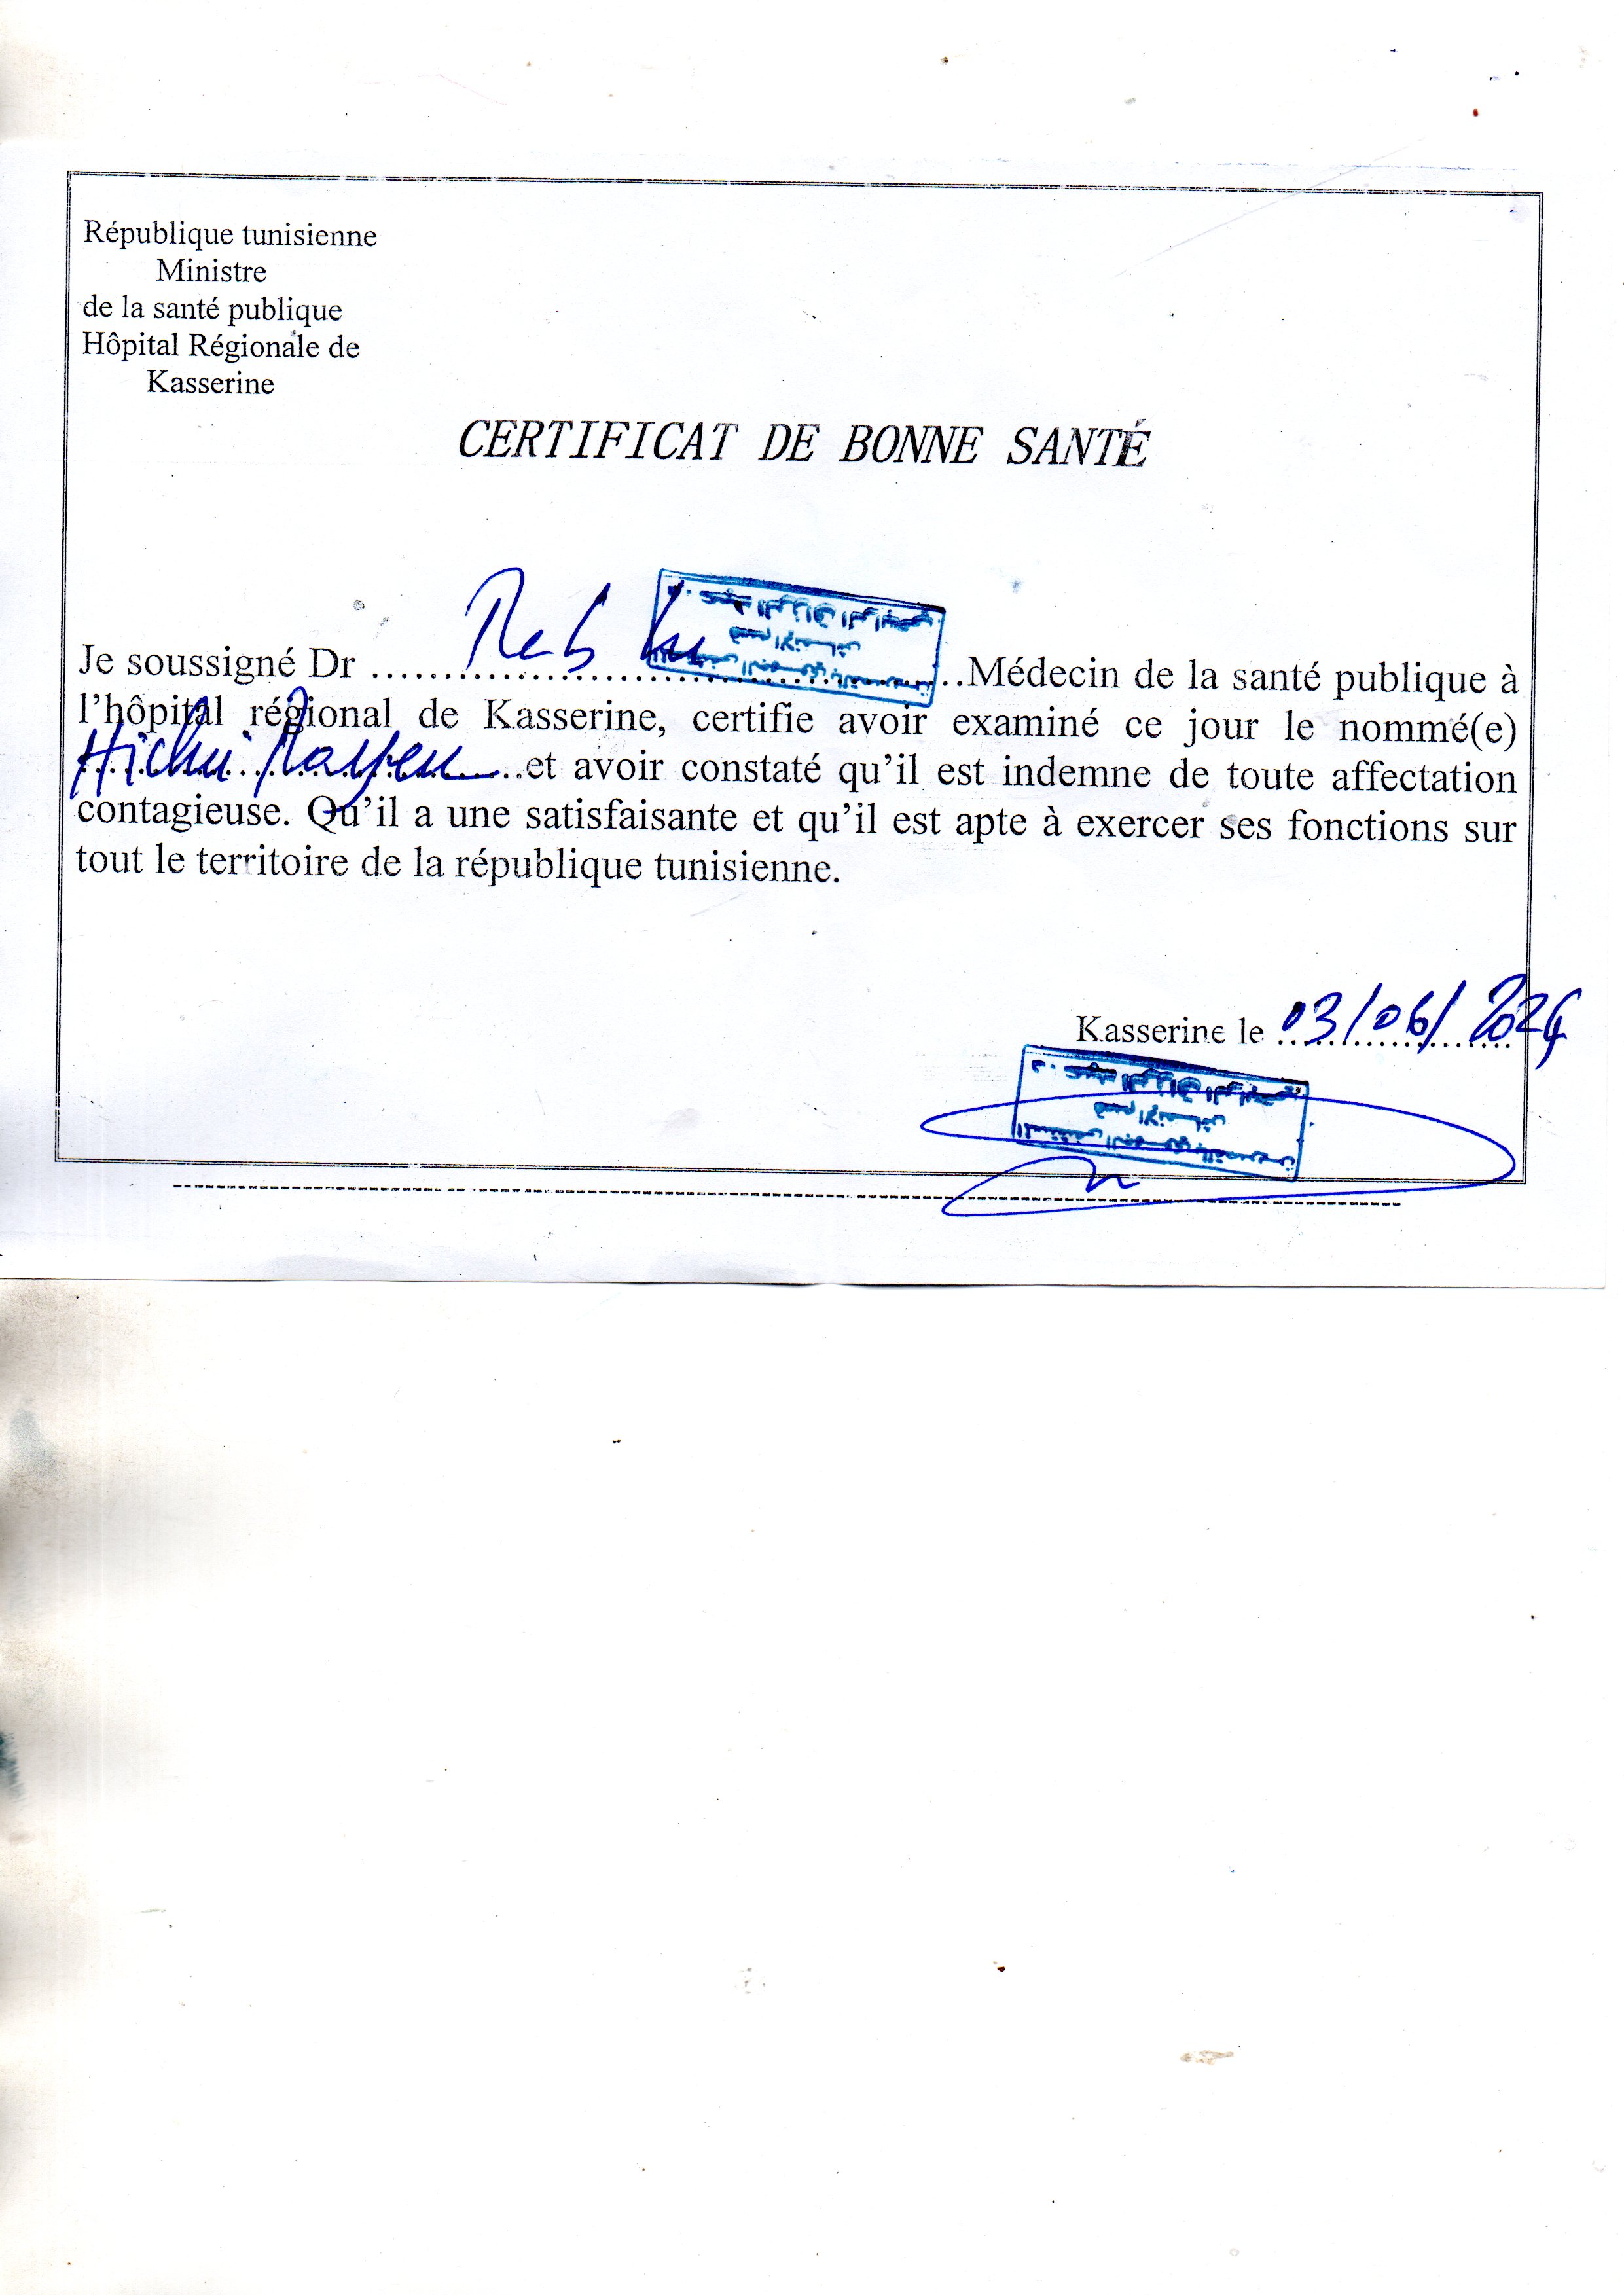 République tunisienne
Ministre
de la santé publique
Hôpital Régionale de
Kasserine
CERTIFICAT DE BONNE SANTÉ
Je soussigné Dr ........................................Médecin de la santé publique à
l'hôpital régional de Kasserine, certifie avoir examiné ce jour le nommé(e)
..............................et avoir constaté qu'il est indemne de toute affectation
contagieuse. Qu'il a une satisfaisante et qu'il est apte à exercer ses fonctions sur
tout le territoire de la république tunisienne.
Kasserine le 03/06/2024